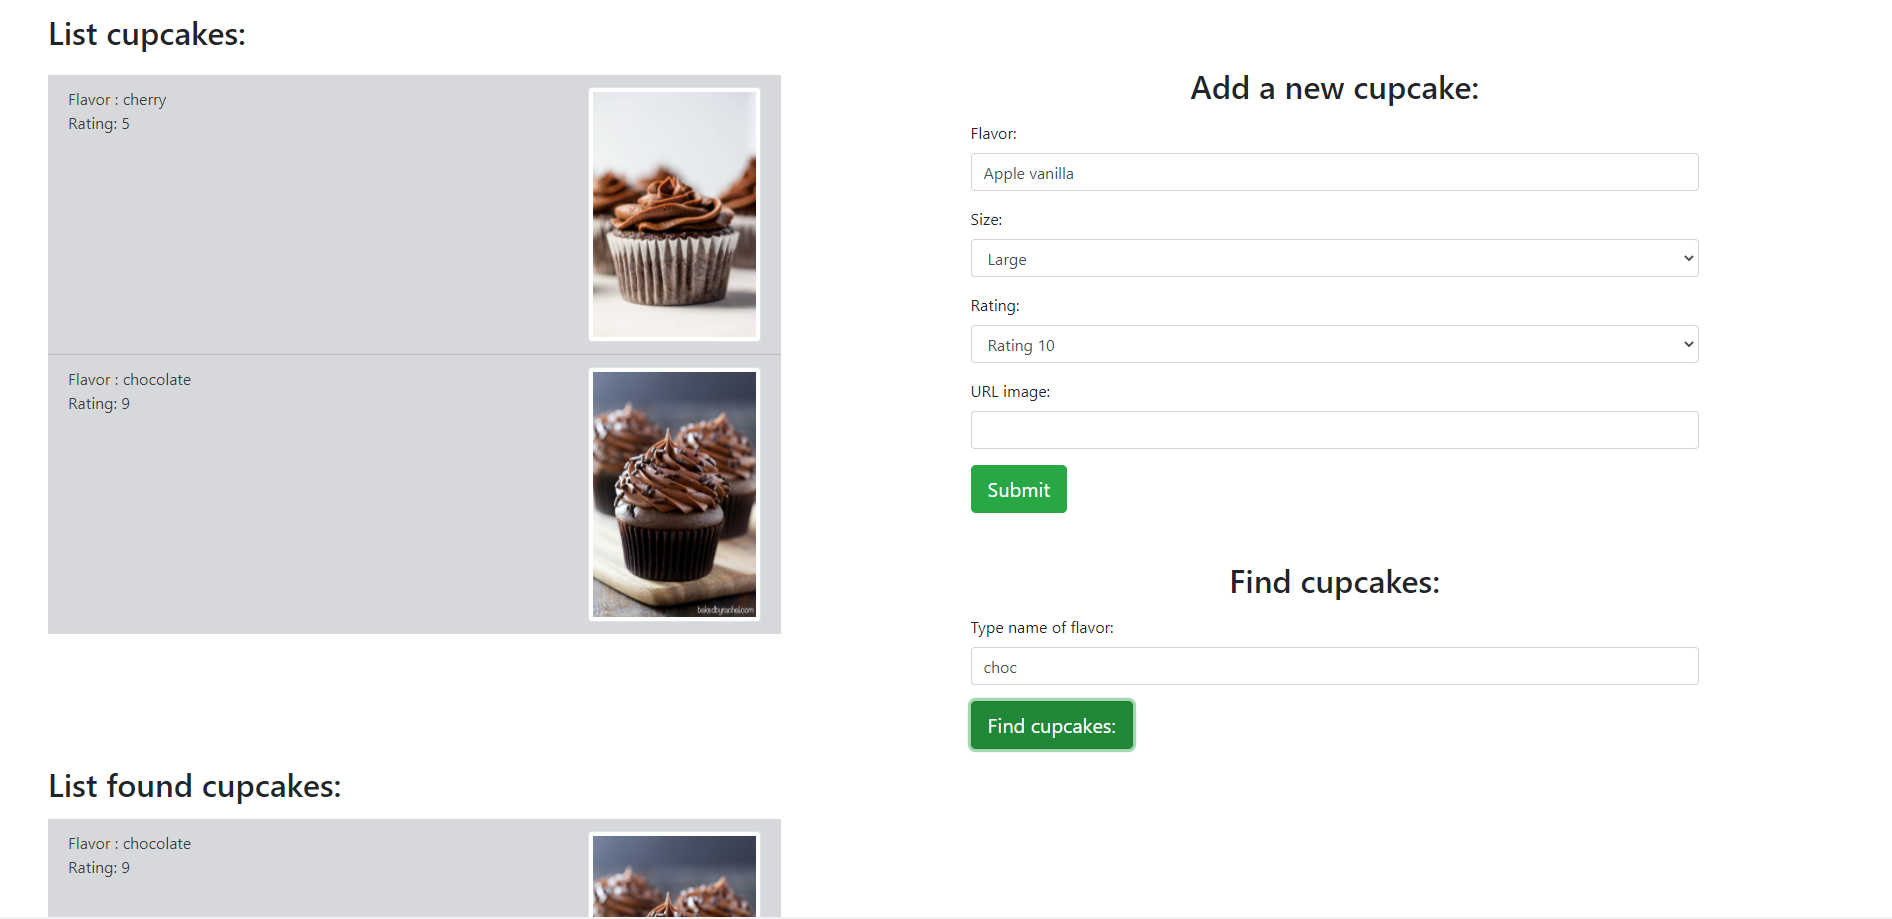 List cupcakes:
Flavor : cherry
Rating: 5
Flavor : chocolate
Rating: 9
bakedbyrachel.com
Add a new cupcake:
Flavor:
Apple vanilla
Size:
Large
Rating:
Rating 10
URL image:
Submit
Find cupcakes:
Type name of flavor:
choc
Find cupcakes:
List found cupcakes:
Flavor : chocolate
Rating: 9